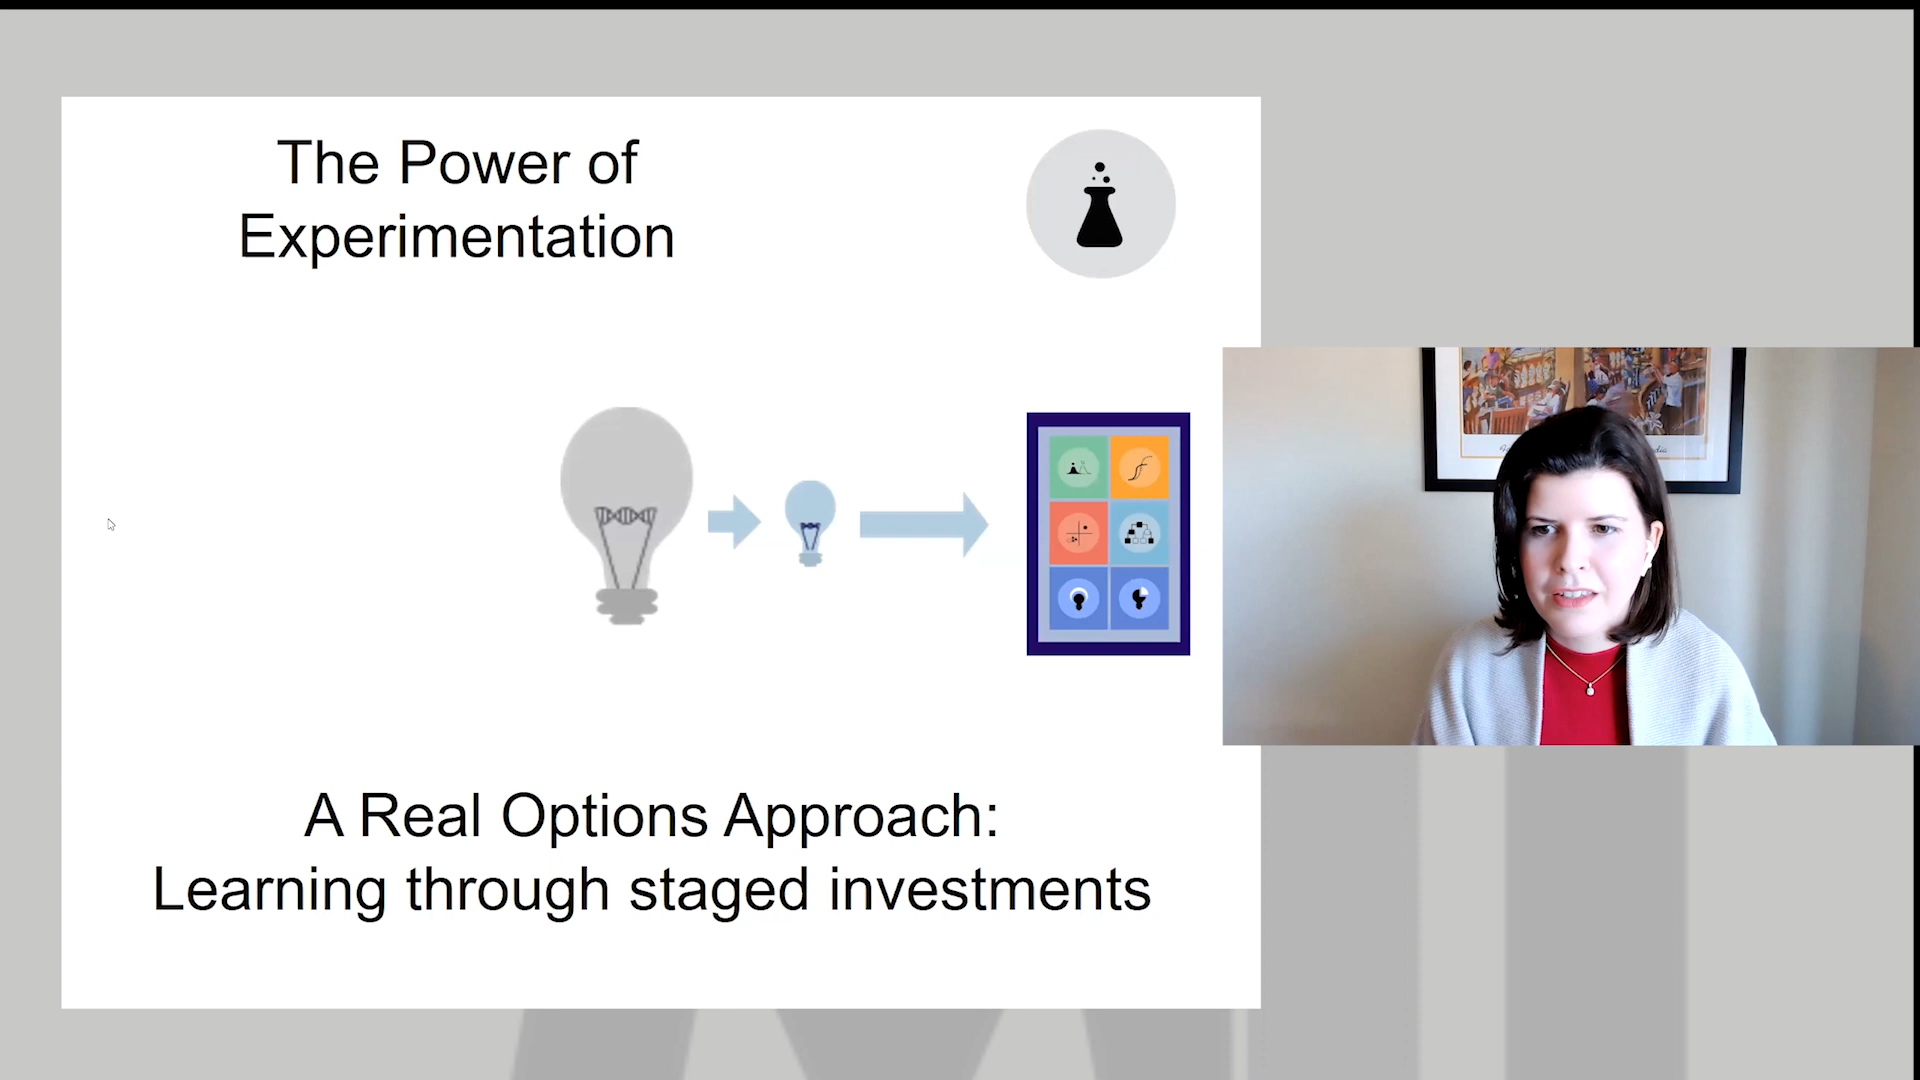 The Power of
Experimentation
A Real Options Approach:
Learning through staged investments